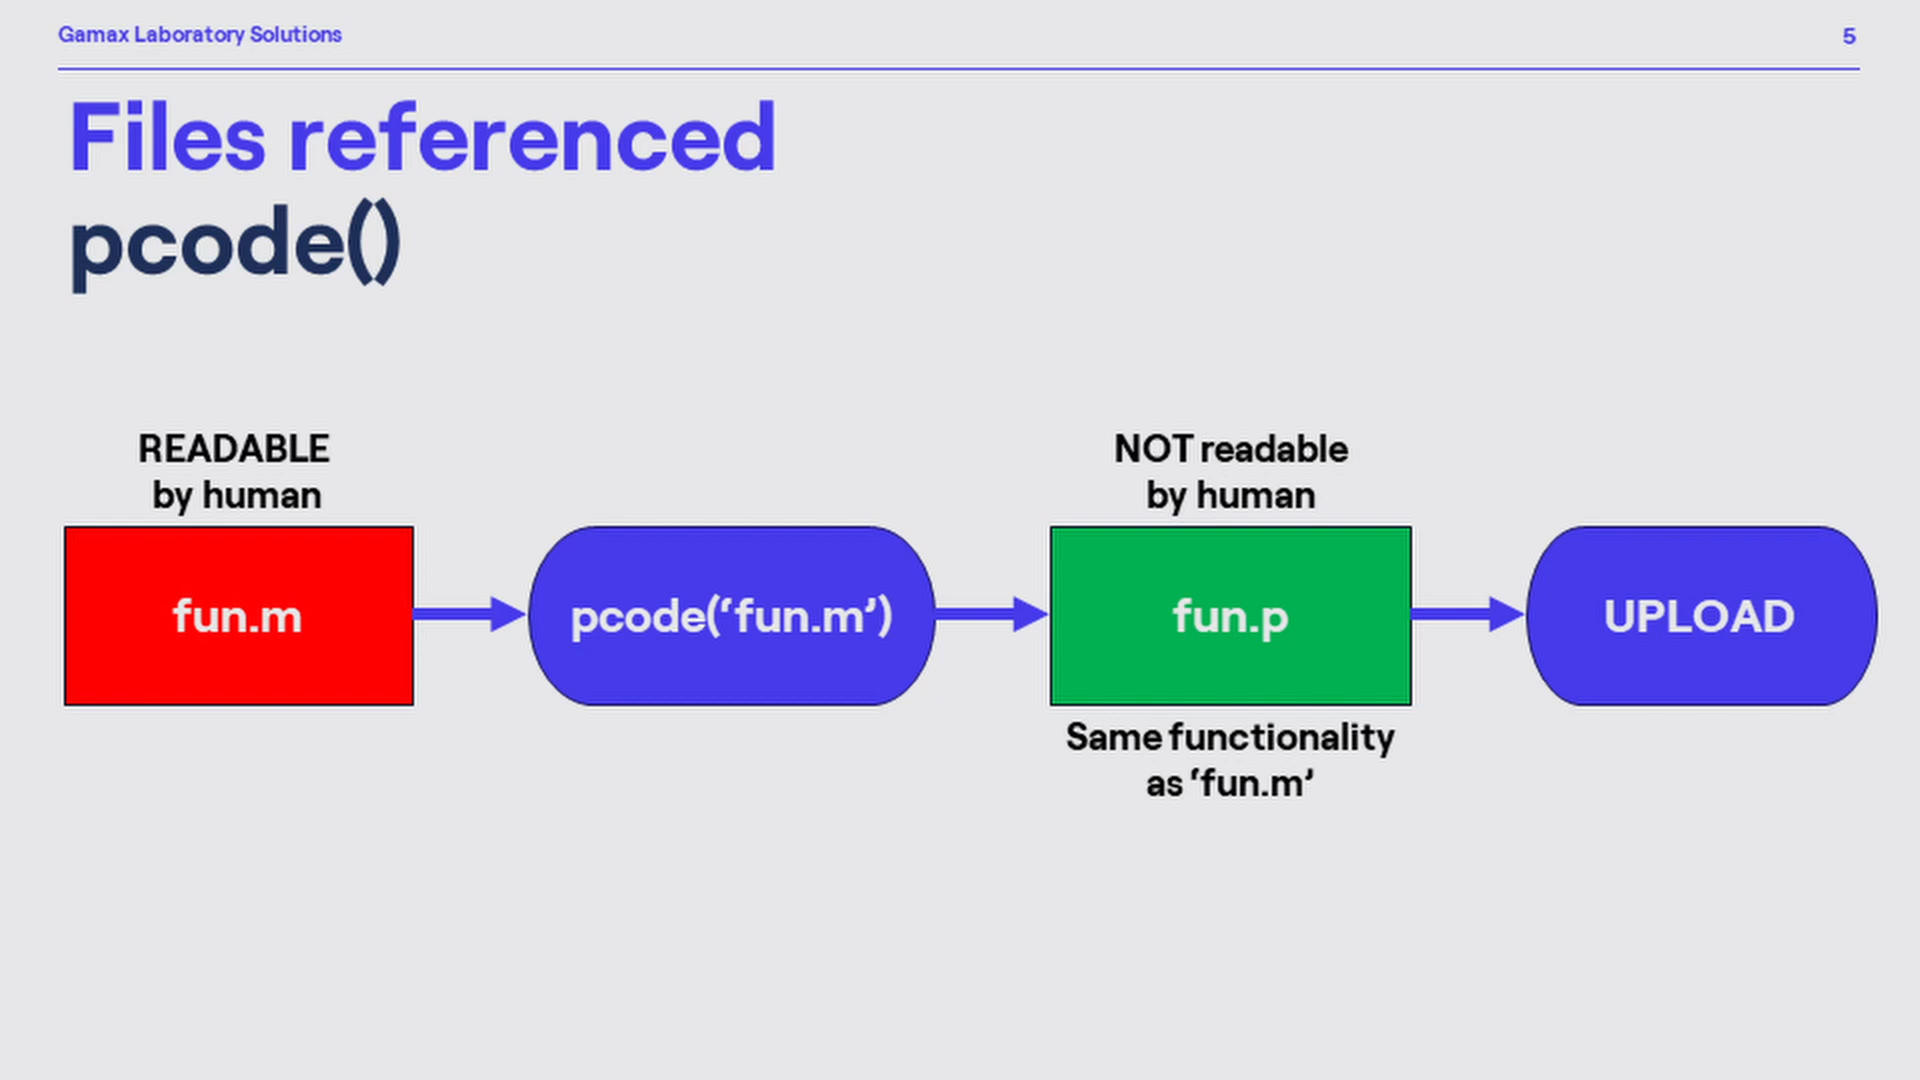 Gamax Laboratory Solutions
5
Files referenced
pcode()
READABLE
by human
NOT readable
by human
fun.m
pcode(‘fun.m’)
fun.p
UPLOAD
Same functionality
as ‘fun.m’